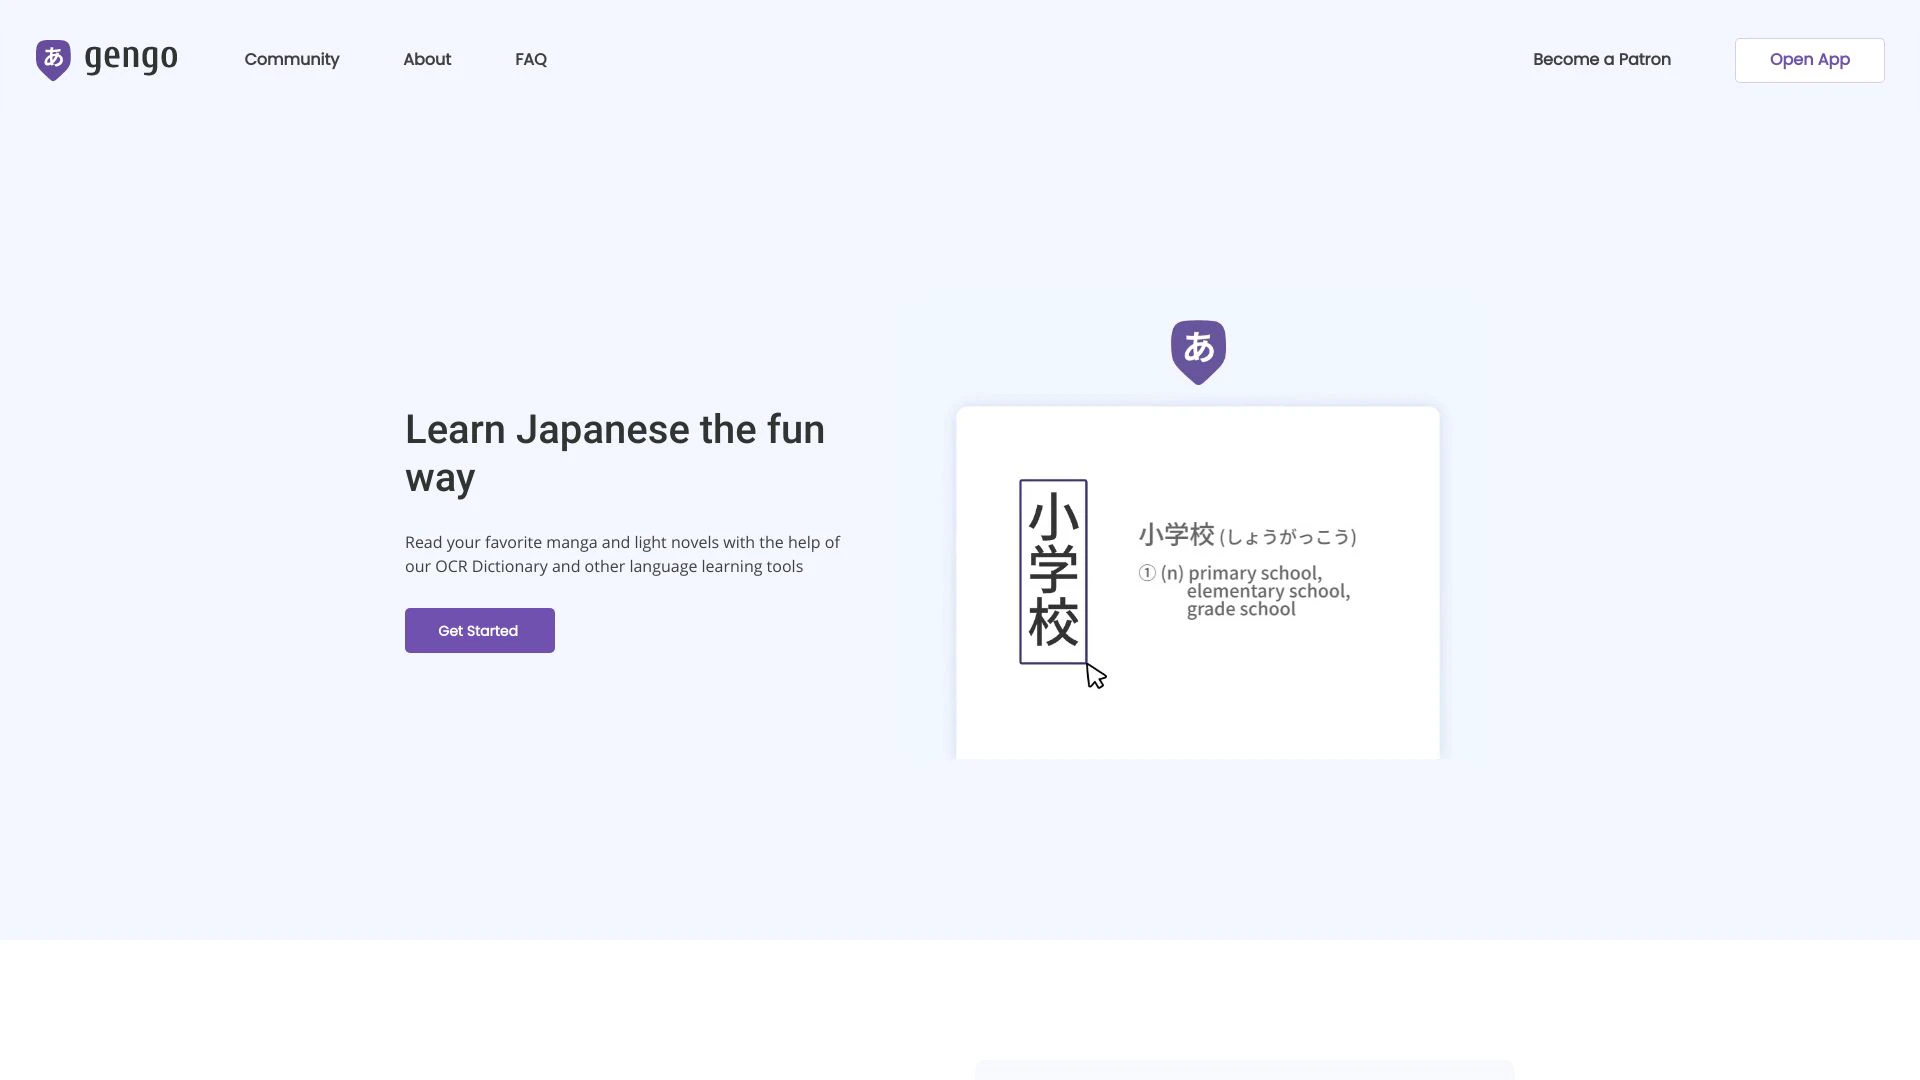 あ gengo
Community
About
FAQ
Become a Patron
Open App
Learn Japanese the fun
way
Read your favorite manga and light novels with the help of
our OCR Dictionary and other language learning tools
Get Started
あ
小学校
小学校 (しょうがっこう)
① (n) primary school,
elementary school,
grade school